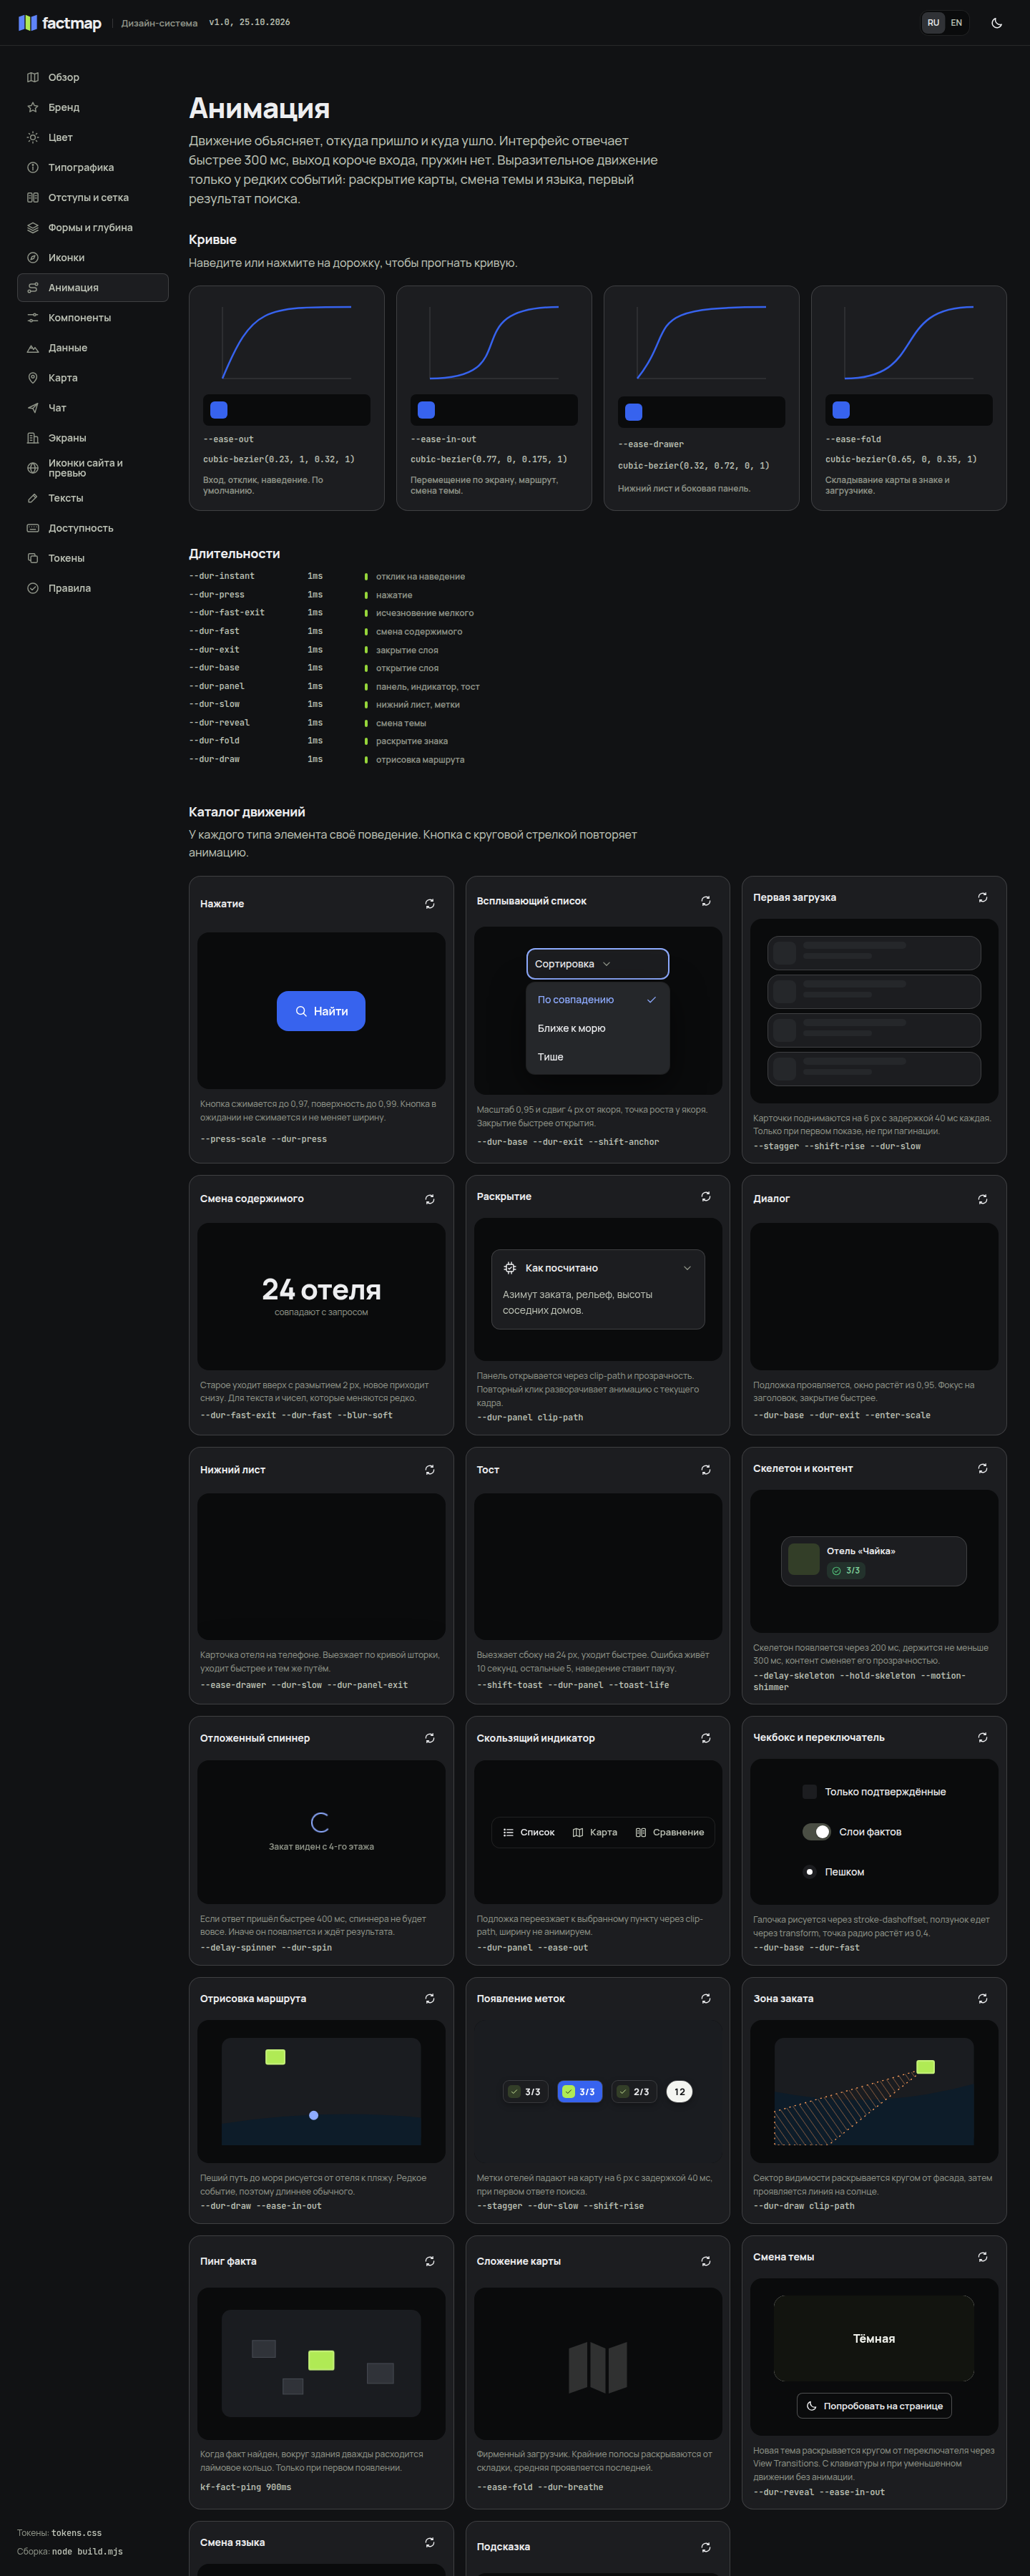 factmap
Дизайн-система
v1.0, 25.10.2026
RU
EN
Обзор
Бренд
Цвет
Типографика
Отступы и сетка
Формы и глубина
Иконки
Анимация
Компоненты
Данные
Карта
Чат
Экраны
Иконки сайта и
превью
Тексты
Доступность
Токены
Правила
Анимация
Движение объясняет, откуда пришло и куда ушло. Интерфейс отвечает
быстрее 300 мс, выход короче входа, пружин нет. Выразительное движение
только у редких событий: раскрытие карты, смена темы и языка, первый
результат поиска.
Кривые
Наведите или нажмите на дорожку, чтобы прогнать кривую.
--ease-out
cubic-bezier(0.23, 1, 0.32, 1)
Вход, отклик, наведение. По
умолчанию.
--ease-in-out
cubic-bezier(0.77, 0, 0.175, 1)
Перемещение по экрану, маршрут,
смена темы.
--ease-drawer
cubic-bezier(0.32, 0.72, 0, 1)
Нижний лист и боковая панель.
--ease-fold
cubic-bezier(0.65, 0, 0.35, 1)
Складывание карты в знаке и
загрузчике.
Длительности
--dur-instant 1ms отклик на наведение
--dur-press 1ms нажатие
--dur-fast-exit 1ms исчезновение мелкого
--dur-fast 1ms смена содержимого
--dur-exit 1ms закрытие слоя
--dur-base 1ms открытие слоя
--dur-panel 1ms панель, индикатор, тост
--dur-slow 1ms нижний лист, метки
--dur-reveal 1ms смена темы
--dur-fold 1ms раскрытие знака
--dur-draw 1ms отрисовка маршрута
Каталог движений
У каждого типа элемента своё поведение. Кнопка с круговой стрелкой повторяет
анимацию.
Нажатие
Найти
Кнопка сжимается до 0,97, поверхность до 0,99. Кнопка в
ожидании не сжимается и не меняет ширину.
--press-scale --dur-press
Всплывающий список
Сортировка
По совпадению
Ближе к морю
Тише
Масштаб 0,95 и сдвиг 4 px от якоря, точка роста у якоря.
Закрытие быстрее открытия.
--dur-base --dur-exit --shift-anchor
Первая загрузка
Карточки поднимаются на 6 px с задержкой 40 мс каждая.
Только при первом показе, не при пагинации.
--stagger --shift-rise --dur-slow
Смена содержимого
24 отеля
совпадают с запросом
Старое уходит вверх с размытием 2 px, новое приходит
снизу. Для текста и чисел, которые меняются редко.
--dur-fast-exit --dur-fast --blur-soft
Раскрытие
Как посчитано
Азимут заката, рельеф, высоты
соседних домов.
Панель открывается через clip-path и прозрачность.
Повторный клик разворачивает анимацию с текущего
кадра.
--dur-panel clip-path
Диалог
Подложка проявляется, окно растёт из 0,95. Фокус на
заголовок, закрытие быстрее.
--dur-base --dur-exit --enter-scale
Нижний лист
Карточка отеля на телефоне. Выезжает по кривой шторки,
уходит быстрее и тем же путём.
--ease-drawer --dur-slow --dur-panel-exit
Тост
Выезжает сбоку на 24 px, уходит быстрее. Ошибка живёт
10 секунд, остальные 5, наведение ставит паузу.
--shift-toast --dur-panel --toast-life
Скелетон и контент
Отель «Чайка»
3/3
Скелетон появляется через 200 мс, держится не меньше
300 мс, контент сменяет его прозрачностью.
--delay-skeleton --hold-skeleton --motion-
shimmer
Отложенный спиннер
Закат виден с 4-го этажа
Если ответ пришёл быстрее 400 мс, спиннера не будет
вовсе. Иначе он появляется и ждёт результата.
--delay-spinner --dur-spin
Скользящий индикатор
Список
Карта
Сравнение
Подложка переезжает к выбранному пункту через clip-
path, ширину не анимируем.
--dur-panel --ease-out
Чекбокс и переключатель
Только подтверждённые
Слои фактов
Пешком
Галочка рисуется через stroke-dashoffset, ползунок едет
через transform, точка радио растёт из 0,4.
--dur-base --dur-fast
Отрисовка маршрута
Пеший путь до моря рисуется от отеля к пляжу. Редкое
событие, поэтому длиннее обычного.
--dur-draw --ease-in-out
Появление меток
3/3
3/3
2/3
12
Метки отелей падают на карту на 6 px с задержкой 40 мс,
при первом ответе поиска.
--stagger --dur-slow --shift-rise
Зона заката
Сектор видимости раскрывается кругом от фасада, затем
проявляется линия на солнце.
--dur-draw clip-path
Пинг факта
Когда факт найден, вокруг здания дважды расходится
лаймовое кольцо. Только при первом появлении.
kf-fact-ping 900ms
Сложение карты
Фирменный загрузчик. Крайние полосы раскрываются от
складки, средняя проявляется последней.
--ease-fold --dur-breathe
Смена темы
Тёмная
Попробовать на странице
Новая тема раскрывается кругом от переключателя через
View Transitions. С клавиатуры и при уменьшенном
движении без анимации.
--dur-reveal --ease-in-out
Токены: tokens.css
Сборка: node build.mjs
Смена языка
Подсказка